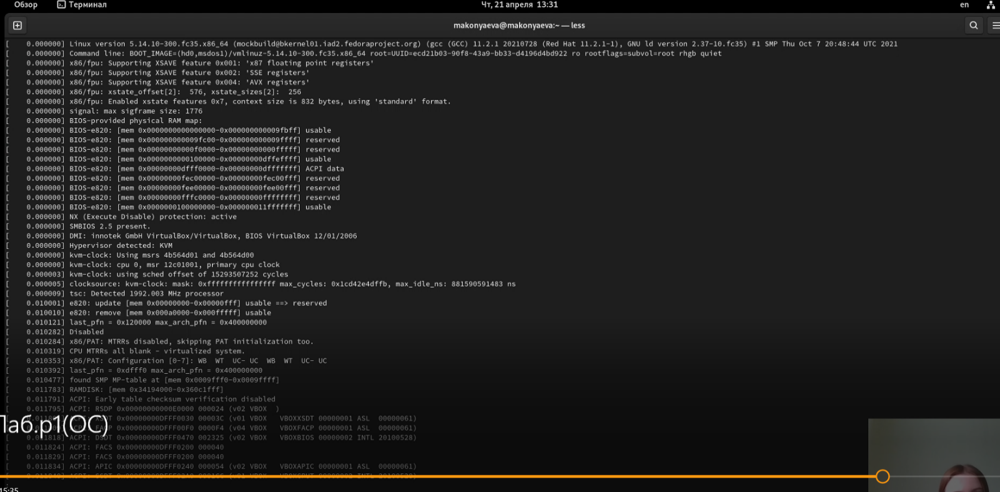 Обзор Терминал Чт, 21 апреля 13:31 en
makonyaeva@makonyaeva:~ — less
[ 0.000000] Linux version 5.14.10-300.fc35.x86_64 (mockbuild@bkernel01.iad2.fedoraproject.org) (gcc (GCC) 11.2.1 20210728 (Red Hat 11.2.1-1), GNU ld version 2.37-10.fc35) #1 SMP Thu Oct 7 20:48:44 UTC 2021
[ 0.000000] Command line: BOOT_IMAGE=(hd0,msdos1)/vmlinuz-5.14.10-300.fc35.x86_64 root=UUID=ecd21b03-90f8-43a9-bb33-d4196d4bd922 ro rootflags=subvol=root rhgb quiet
[ 0.000000] x86/fpu: Supporting XSAVE feature 0x001: 'x87 floating point registers'
[ 0.000000] x86/fpu: Supporting XSAVE feature 0x002: 'SSE registers'
[ 0.000000] x86/fpu: Supporting XSAVE feature 0x004: 'AVX registers'
[ 0.000000] x86/fpu: xstate_offset[2]: 576, xstate_sizes[2]: 256
[ 0.000000] x86/fpu: Enabled xstate features 0x7, context size is 832 bytes, using 'standard' format.
[ 0.000000] signal: max sigframe size: 1776
[ 0.000000] BIOS-provided physical RAM map:
[ 0.000000] BIOS-e820: [mem 0x0000000000000000-0x000000000009fbff] usable
[ 0.000000] BIOS-e820: [mem 0x000000000009fc00-0x000000000009ffff] reserved
[ 0.000000] BIOS-e820: [mem 0x00000000000f0000-0x00000000000fffff] reserved
[ 0.000000] BIOS-e820: [mem 0x0000000000100000-0x00000000dffeffff] usable
[ 0.000000] BIOS-e820: [mem 0x00000000dfff0000-0x00000000dfffffff] ACPI data
[ 0.000000] BIOS-e820: [mem 0x00000000fec00000-0x00000000fec00fff] reserved
[ 0.000000] BIOS-e820: [mem 0x00000000fee00000-0x00000000fee00fff] reserved
[ 0.000000] BIOS-e820: [mem 0x00000000fffc0000-0x00000000ffffffff] reserved
[ 0.000000] BIOS-e820: [mem 0x0000000100000000-0x000000011fffffff] usable
[ 0.000000] NX (Execute Disable) protection: active
[ 0.000000] SMBIOS 2.5 present.
[ 0.000000] DMI: innotek GmbH VirtualBox/VirtualBox, BIOS VirtualBox 12/01/2006
[ 0.000000] Hypervisor detected: KVM
[ 0.000000] kvm-clock: Using msrs 4b564d01 and 4b564d00
[ 0.000000] kvm-clock: cpu 0, msr 12c01001, primary cpu clock
[ 0.000003] kvm-clock: using sched offset of 15293507252 cycles
[ 0.000005] clocksource: kvm-clock: mask: 0xffffffffffffffff max_cycles: 0x1cd42e4dffb, max_idle_ns: 881590591483 ns
[ 0.000009] tsc: Detected 1992.003 MHz processor
[ 0.010001] e820: update [mem 0x00000000-0x00000fff] usable ==> reserved
[ 0.010010] e820: remove [mem 0x000a0000-0x000fffff] usable
[ 0.010121] last_pfn = 0x120000 max_arch_pfn = 0x400000000
[ 0.010282] Disabled
[ 0.010284] x86/PAT: MTRRs disabled, skipping PAT initialization too.
[ 0.010319] CPU MTRRs all blank - virtualized system.
[ 0.010353] x86/PAT: Configuration [0-7]: WB WT UC- UC WB WT UC- UC
[ 0.010392] last_pfn = 0xdfff0 max_arch_pfn = 0x400000000
[ 0.010477] found SMP MP-table at [mem 0x0009fff0-0x0009ffff]
[ 0.011783] RAMDISK: [mem 0x34194000-0x360c1fff]
[ 0.011791] ACPI: Early table checksum verification disabled
[ 0.011795] ACPI: RSDP 0x00000000000E0000 000024 (v02 VBOX )
ACPI: XSDT 0x00000000DFFF0030 00003C (v01 VBOX VBOXXSDT 00000001 ASL 00000061)
Лаб.р1(ОС)
ACPI: FACP 0x00000000DFFF00F0 0000F4 (v04 VBOX VBOXFACP 00000001 ASL 00000061)
[ 0.011818] ACPI: DSDT 0x00000000DFFF0470 002325 (v02 VBOX VBOXBIOS 00000002 INTL 20100528)
[ 0.011824] ACPI: FACS 0x00000000DFFF0200 000040
[ 0.011829] ACPI: FACS 0x00000000DFFF0200 000040
[ 0.011834] ACPI: APIC 0x00000000DFFF0240 000054 (v02 VBOX VBOXAPIC 00000001 ASL 00000061)
15:35